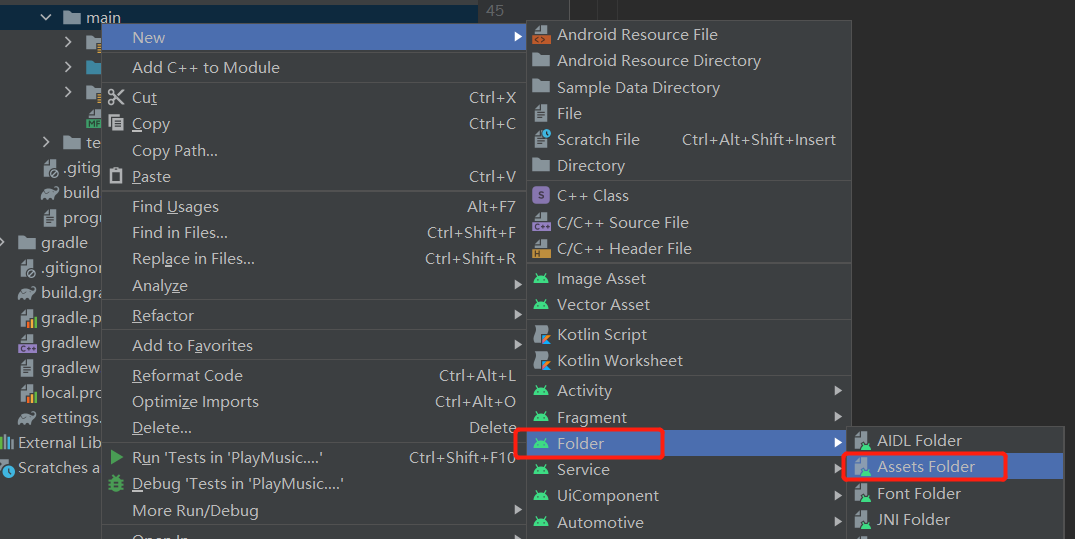 main
45
New
Add C++ to Module
Cut Ctrl+X
Copy Ctrl+C
Copy Path...
Paste Ctrl+V
Find Usages Alt+F7
Find in Files... Ctrl+Shift+F
Replace in Files... Ctrl+Shift+R
Analyze
Refactor
Add to Favorites
Reformat Code Ctrl+Alt+L
Optimize Imports Ctrl+Alt+O
Delete... Delete
Run 'Tests in 'PlayMusic....'' Ctrl+Shift+F10
Debug 'Tests in 'PlayMusic....''
More Run/Debug
Open In
MF
te
.gitig
build
progu
gradle
.gitignor
build.gra
gradle.p
gradlew
gradlew
local.pro
settings.
External Lib
Scratches a
Android Resource File
Android Resource Directory
Sample Data Directory
File
Scratch File Ctrl+Alt+Shift+Insert
Directory
S C++ Class
C++ C/C++ Source File
H C/C++ Header File
Image Asset
Vector Asset
Kotlin Script
Kotlin Worksheet
Activity
Fragment
Folder
Service
UiComponent
Automotive
AIDL Folder
Assets Folder
Font Folder
JNI Folder